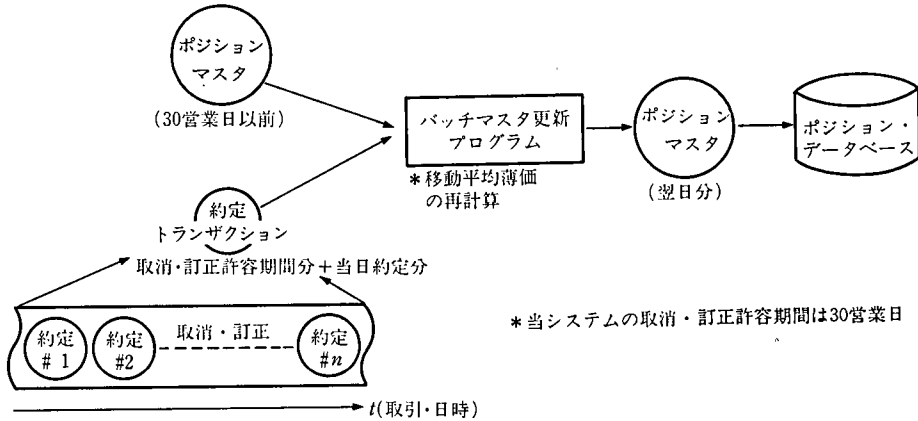 ポジション
マスタ
(30営業日以前)
バッチマスタ更新
プログラム
*移動平均薄価
の再計算
ポジション
マスタ
(翌日分)
ポジション・
データベース
約定
トランザクション
取消・訂正許容期間分+当日約定分
約定
# 1
約定
#2
取消・訂正
約定
#n
t(取引・日時)
*当システムの取消・訂正許容期間は30営業日